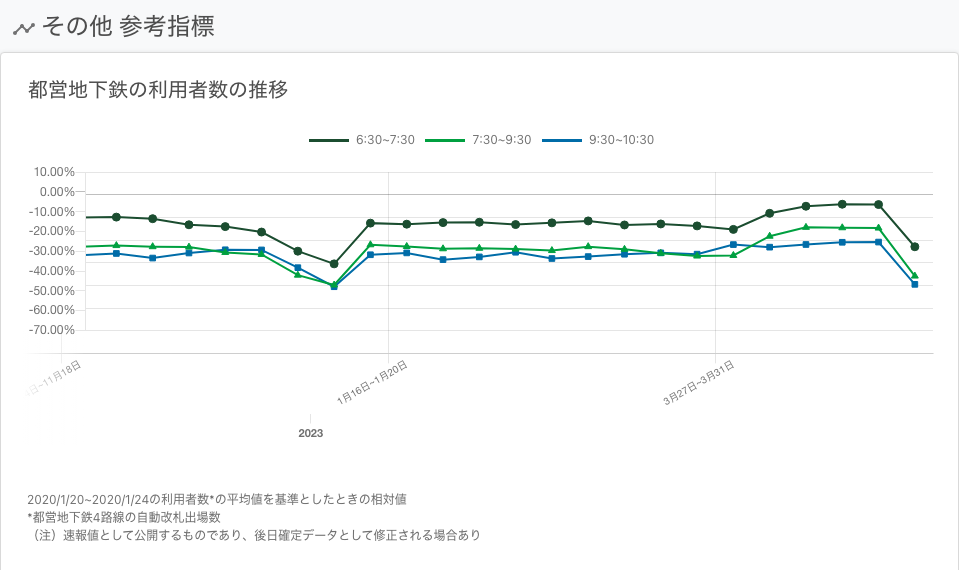 その他 参考指標
都営地下鉄の利用者数の推移
6:30~7:30 7:30~9:30 9:30~10:30
10.00%
0.00%
-10.00%
-20.00%
-30.00%
-40.00%
-50.00%
-60.00%
-70.00%
日~11月18日
1月16日~1月20日
3月27日~3月31日
2023
2020/1/20~2020/1/24の利用者数*の平均値を基準としたときの相対値
*都営地下鉄4路線の自動改札出場数
（注）速報値として公開するものであり、後日確定データとして修正される場合あり